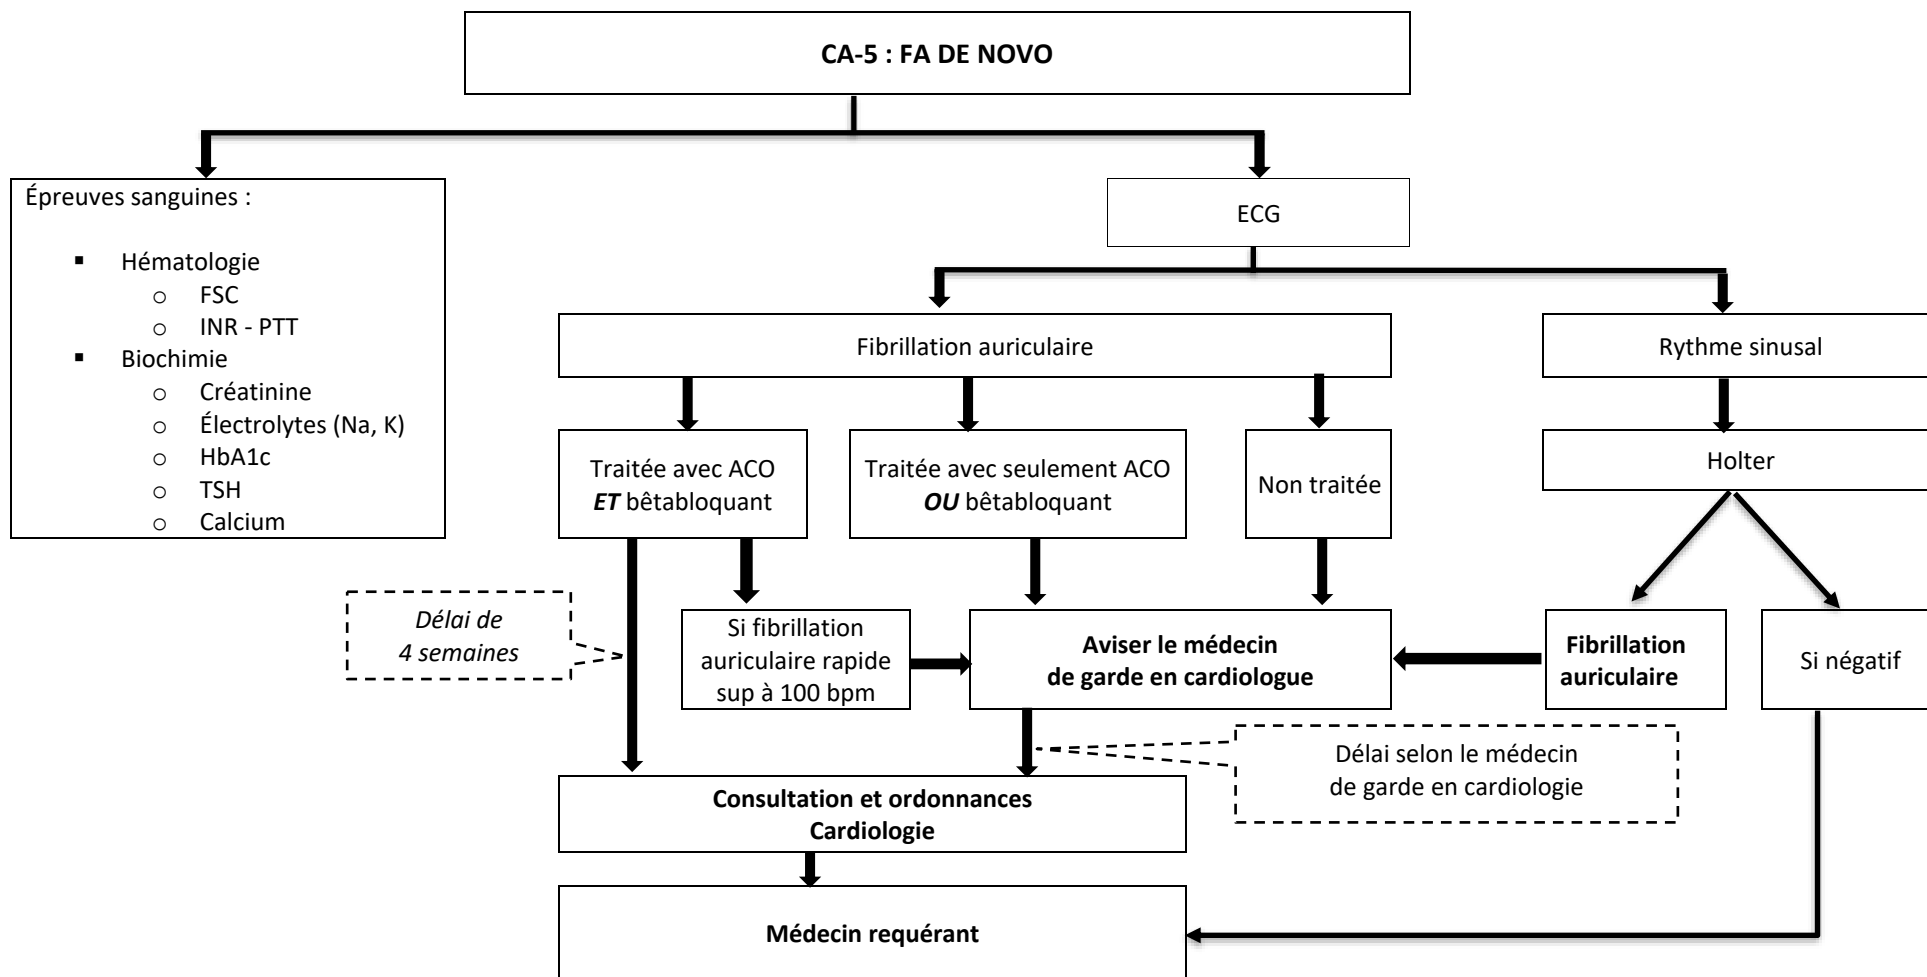 CA-5 : FA DE NOVO
Épreuves sanguines :
▪ Hématologie
o FSC
o INR - PTT
▪ Biochimie
o Créatinine
o Électrolytes (Na, K)
o HbA1c
o TSH
o Calcium
ECG
Fibrillation auriculaire
Rythme sinusal
Traitée avec ACO
ET bêtabloquant
Traitée avec seulement ACO
OU bêtabloquant
Non traitée
Holter
Délai de
4 semaines
Si fibrillation
auriculaire rapide
sup à 100 bpm
Aviser le médecin
de garde en cardiologue
Fibrillation
auriculaire
Si négatif
Délai selon le médecin
de garde en cardiologie
Consultation et ordonnances
Cardiologie
Médecin requérant